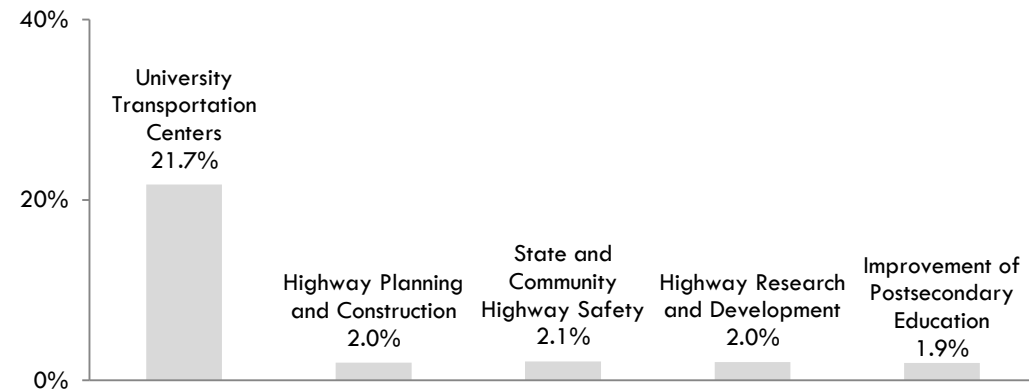 40%
University
Transportation
Centers
21.7%
20%
Highway Planning
and Construction
2.0%
State and
Community
Highway Safety
2.1%
Highway Research
and Development
2.0%
Improvement of
Postsecondary
Education
1.9%
0%